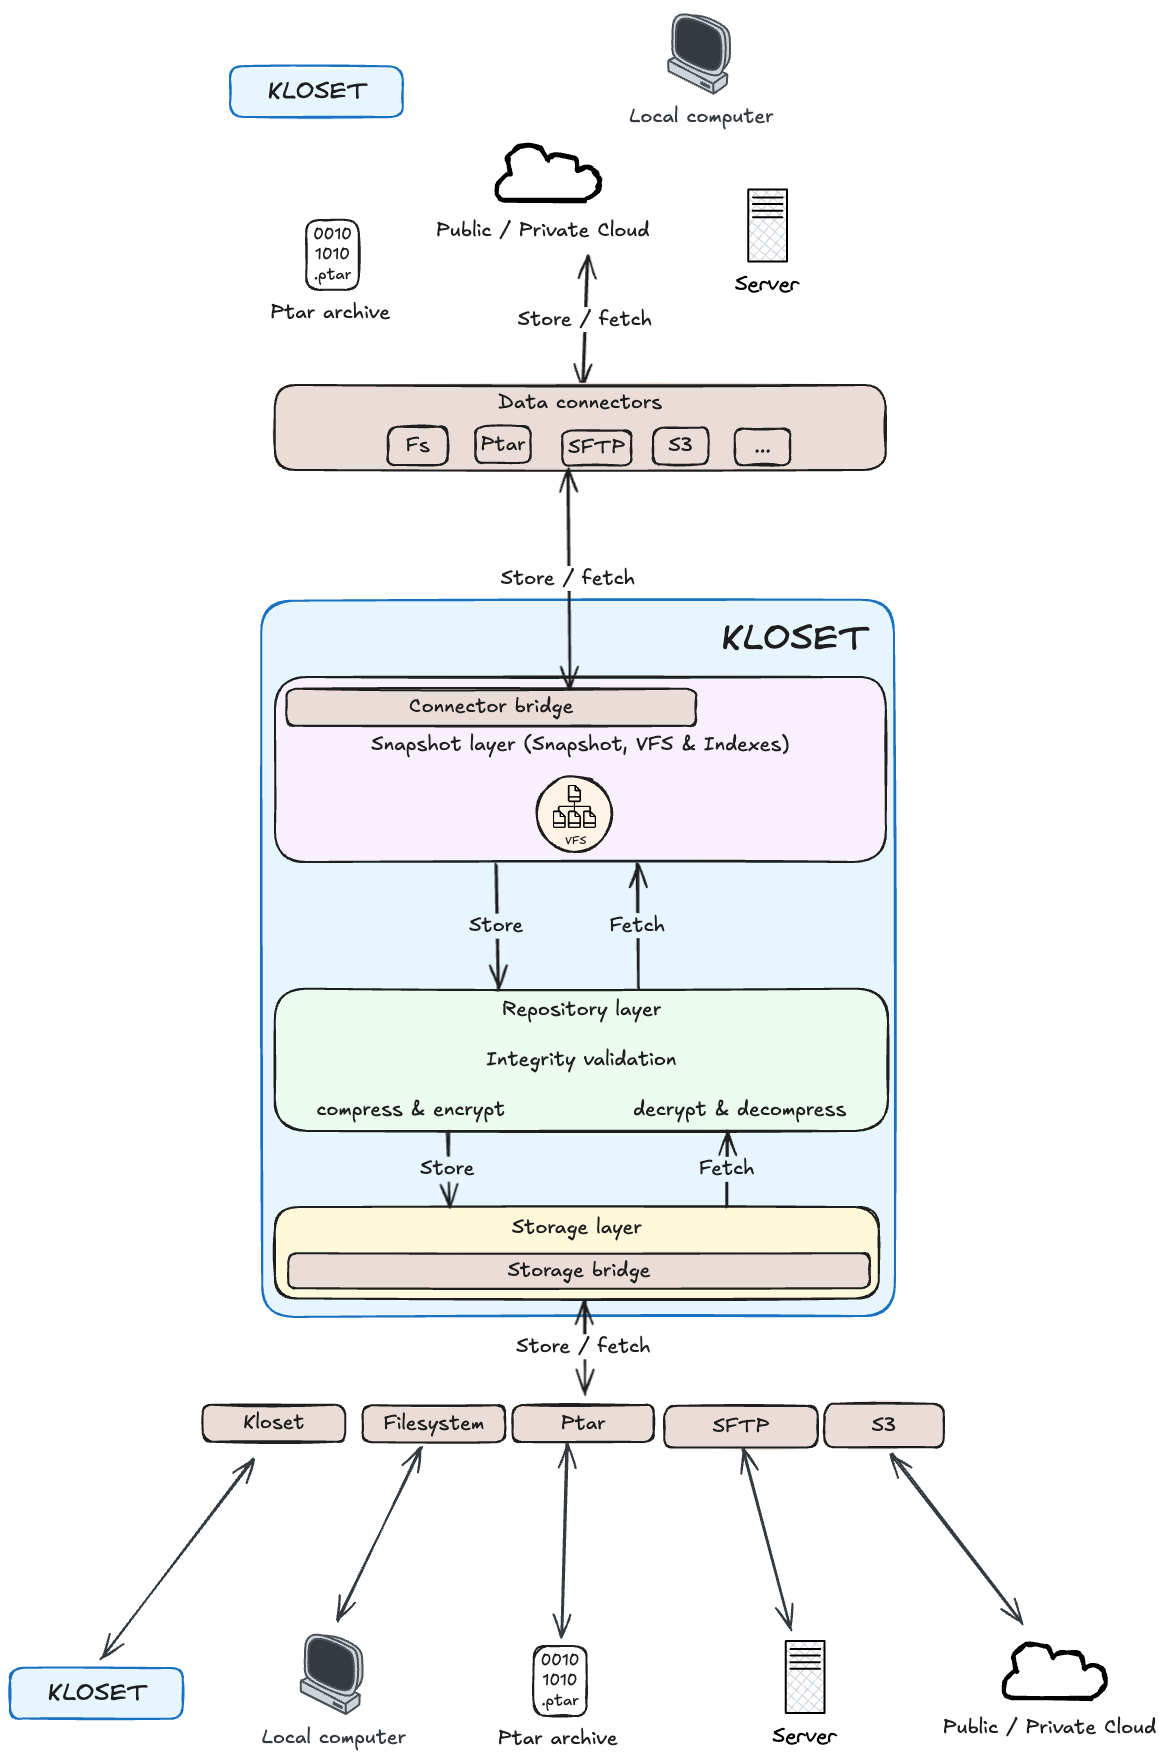 Local computer
KLOSET
Public / Private Cloud
0010
1010
.ptar
Ptar archive
Server
Store / fetch
Data connectors
Fs
Ptar
SFTP
S3
...
Store / fetch
KLOSET
Connector bridge
Snapshot layer (Snapshot, VFS & Indexes)
VFS
Store
Fetch
Repository layer
Integrity validation
compress & encrypt
decrypt & decompress
Store
Fetch
Storage layer
Storage bridge
Store / fetch
Kloset
Filesystem
Ptar
SFTP
S3
KLOSET
Local computer
0010
1010
.ptar
Ptar archive
Server
Public / Private Cloud